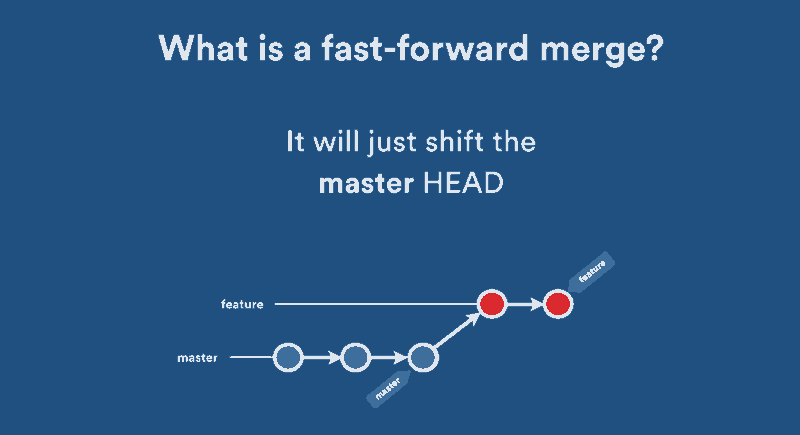 What is a fast-forward merge?
It will just shift the
master HEAD
feature
feature
master
master